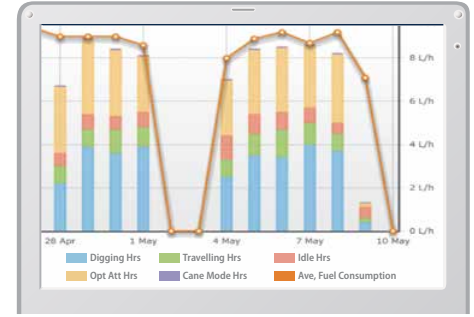 8 L/h
6 L/h
4 L/h
2 L/h
0 L/h
28 Apr 1 May 4 May 7 May 10 May
Digging Hrs Travelling Hrs Idle Hrs
Opt Att Hrs Cane Mode Hrs Ave, Fuel Consumption